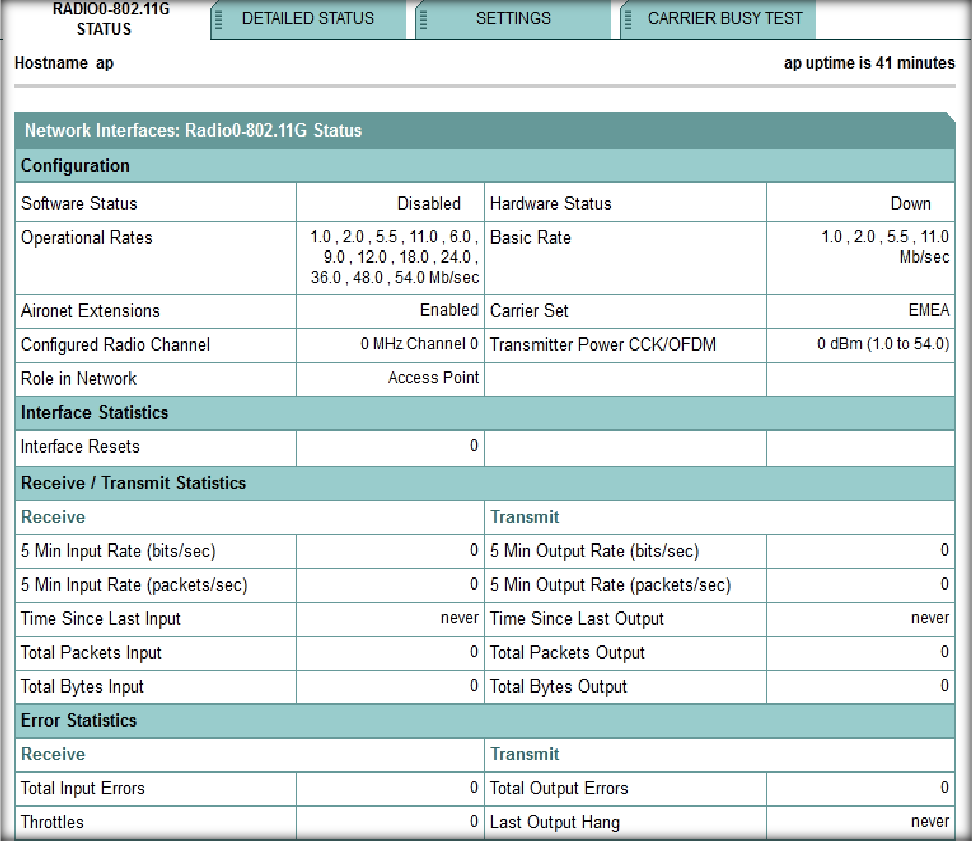 RADIO0-802.11G
STATUS
DETAILED STATUS
SETTINGS
CARRIER BUSY TEST
Hostname ap
ap uptime is 41 minutes
Network Interfaces: Radio0-802.11G Status
Configuration
Software Status Disabled Hardware Status Down
Operational Rates 1.0 , 2.0 , 5.5 , 11.0 , 6.0 , Basic Rate 1.0 , 2.0 , 5.5 , 11.0
9.0 , 12.0 , 18.0 , 24.0 , Mb/sec
36.0 , 48.0 , 54.0 Mb/sec
Aironet Extensions Enabled Carrier Set EMEA
Configured Radio Channel 0 MHz Channel 0 Transmitter Power CCK/OFDM 0 dBm (1.0 to 54.0)
Role in Network Access Point
Interface Statistics
Interface Resets 0
Receive / Transmit Statistics
Receive Transmit
5 Min Input Rate (bits/sec) 0 5 Min Output Rate (bits/sec) 0
5 Min Input Rate (packets/sec) 0 5 Min Output Rate (packets/sec) 0
Time Since Last Input never Time Since Last Output never
Total Packets Input 0 Total Packets Output 0
Total Bytes Input 0 Total Bytes Output 0
Error Statistics
Receive Transmit
Total Input Errors 0 Total Output Errors 0
Throttles 0 Last Output Hang never